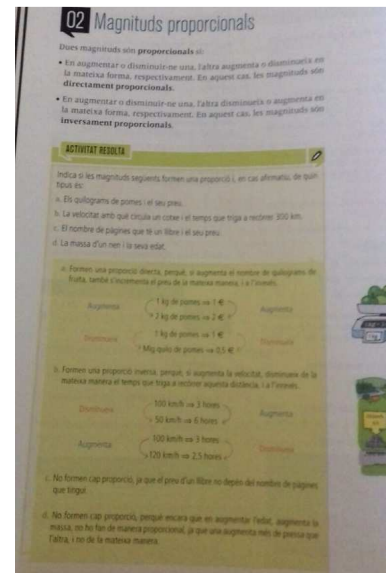 02 Magnituds proporcionals
Dues magnituds són proporcionals si:
• En augmentar o disminuir-ne una, l'altra augmenta o disminueix en
la mateixa forma, respectivament. En aquest cas, les magnituds són
directament proporcionals.
• En augmentar o disminuir-ne una, l'altra disminueix o augmenta en
la mateixa forma, respectivament. En aquest cas, les magnituds són
inversament proporcionals.
ACTIVITAT RESOLTA
Indica si les magnituds següents formen una proporció i, en cas afirmatiu, de quin
tipus és:
a. Els quilograms de pomes i el seu preu.
b. La velocitat amb què circula un cotxe i el temps que triga a recórrer 300 km.
c. El nombre de pàgines que té un llibre i el seu preu.
d. La massa d'un nen i la seva edat.
a. Formen una proporció directa, perquè, si augmenta el nombre de quilograms de
fruita, també s'incrementa el preu de la mateixa manera, i a l'inrevés.
Augmenta 1 kg de pomes ⇒ 1 € Augmenta
2 kg de pomes ⇒ 2 €
Disminueix 1 kg de pomes ⇒ 1 € Disminueix
Mig quilo de pomes ⇒ 0,5 €
b. Formen una proporció inversa, perquè, si augmenta la velocitat, disminueix de la
mateixa manera el temps que triga a recórrer aquesta distància, i a l'inrevés.
Disminueix 100 km/h ⇒ 3 hores Augmenta
50 km/h ⇒ 6 hores
Augmenta 100 km/h ⇒ 3 hores Disminueix
120 km/h ⇒ 2,5 hores
c. No formen cap proporció, ja que el preu d'un llibre no depèn del nombre de pàgines
que tingui.
d. No formen cap proporció, perquè encara que en augmentar l'edat, augmenta la
massa, no ho fan de manera proporcional, ja que una augmenta més de pressa que
l'altra, i no de la mateixa manera.